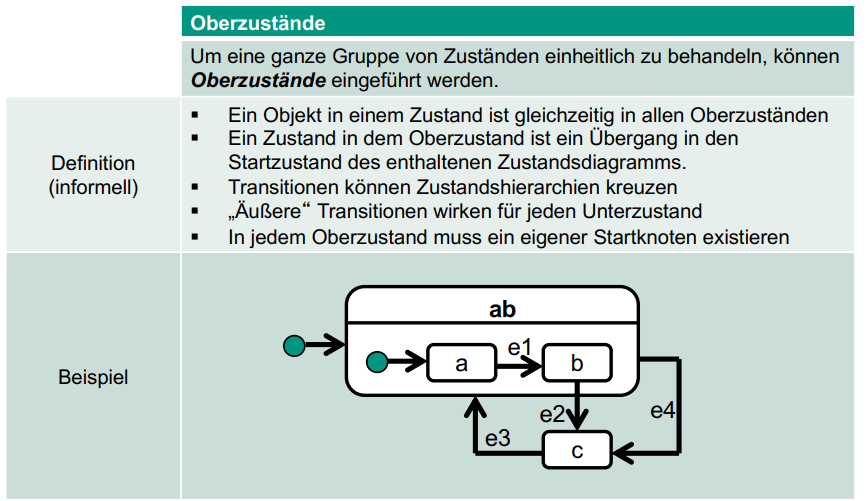 Oberzustände
Um eine ganze Gruppe von Zuständen einheitlich zu behandeln, können
Oberzustände eingeführt werden.
Definition
(informell)
▪ Ein Objekt in einem Zustand ist gleichzeitig in allen Oberzuständen
▪ Ein Zustand in dem Oberzustand ist ein Übergang in den
Startzustand des enthaltenen Zustandsdiagramms.
▪ Transitionen können Zustandshierarchien kreuzen
▪ „Äußere“ Transitionen wirken für jeden Unterzustand
▪ In jedem Oberzustand muss ein eigener Startknoten existieren
Beispiel
ab
a
e1
b
e2
e4
e3
c